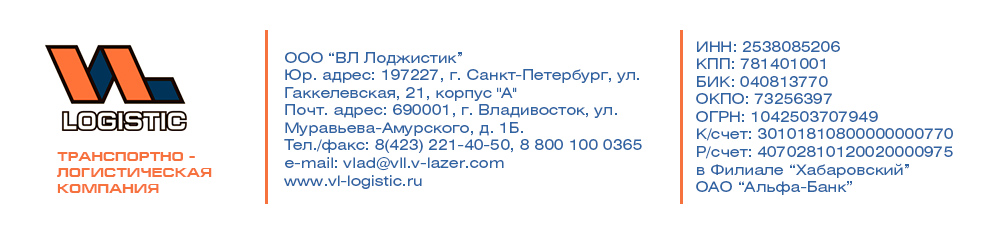 VL
LOGISTIC
ТРАНСПОРТНО -
ЛОГИСТИЧЕСКАЯ
КОМПАНИЯ
ООО “ВЛ Лоджистик”
Юр. адрес: 197227, г. Санкт-Петербург, ул.
Гаккелевская, 21, корпус "А"
Почт. адрес: 690001, г. Владивосток, ул.
Муравьева-Амурского, д. 1Б.
Тел./факс: 8(423) 221-40-50, 8 800 100 0365
e-mail: vlad@vll.v-lazer.com
www.vl-logistic.ru
ИНН: 2538085206
КПП: 781401001
БИК: 040813770
ОКПО: 73256397
ОГРН: 1042503707949
К/счет: 30101810800000000770
Р/счет: 40702810120020000975
в Филиале “Хабаровский”
ОАО “Альфа-Банк”